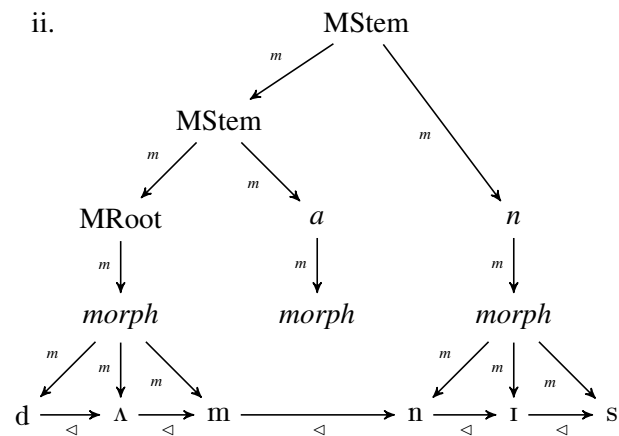 ii. MStem
m
MStem
m
m m
MRoot a n
m m m
morph morph morph
m m m m m m
d ʌ m n ɪ s
◁ ◁ ◁ ◁ ◁